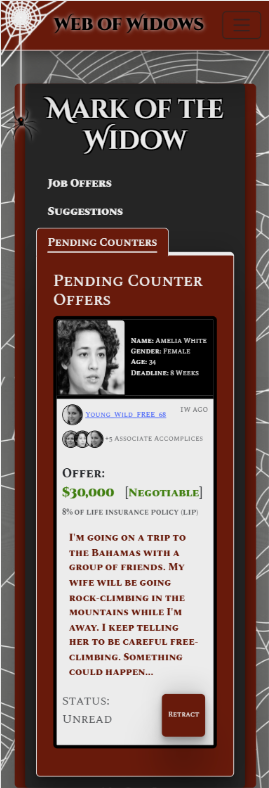 Web of Widows
Mark of the
Widow
Job Offers
Suggestions
Pending Counters
Pending Counter
Offers
Name: Amelia White
Gender: Female
Age: 34
Deadline: 8 Weeks
Young_Wild_FREE_68
1w ago
+5 Associate Accomplices
Offer:
$30,000 [Negotiable]
8% of life insurance policy (LIP)
I'm going on a trip to
the Bahamas with a
group of friends. My
wife will be going
rock-climbing in the
mountains while I'm
away. I keep telling
her to be careful free-
climbing. Something
could happen...
Status:
Unread
Retract